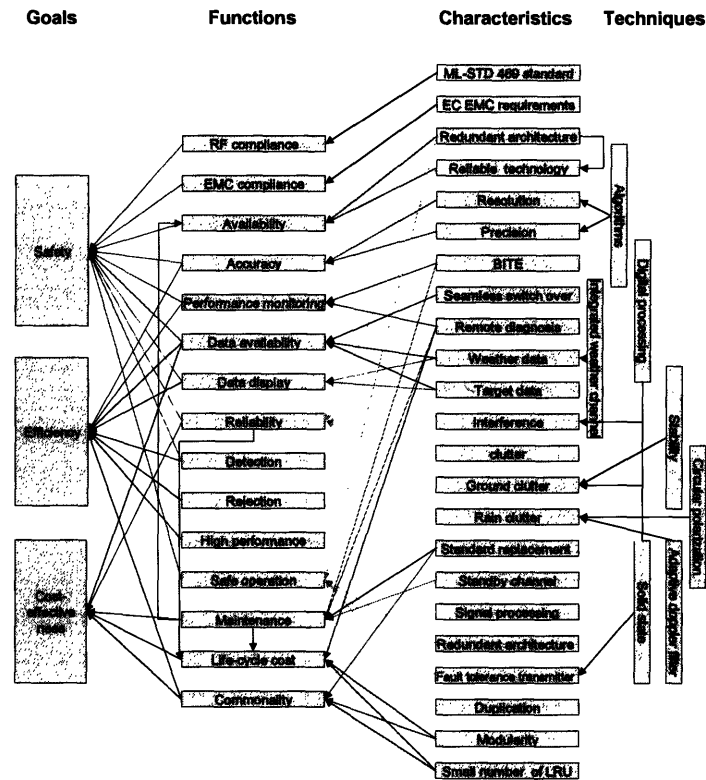 Goals Functions Characteristics Techniques
ML-STD 469 standard
EC EMC requirements
Redundant architecture
Reliable technology
Resolution
Precision
BITE
Seamless switch over
Remote diagnosis
Weather data
Target data
Interference
clutter
Ground clutter
Rain clutter
Standard replacement
Standby channel
Signal processing
Redundant architecture
Fault tolerance transmitter
Duplication
Modularity
Small number of LRU
RF compliance
EMC compliance
Availability
Accuracy
Performance monitoring
Data availability
Data display
Reliability
Detection
Rejection
High performance
Safe operation
Maintenance
Life-cycle cost
Commonality
Safety
Efficiency
Cost-
effective
ness
Algorithms
Digital processing
Integrated weather channel
Stability
Circular polarization
Solid state
Adaptive doppler filter